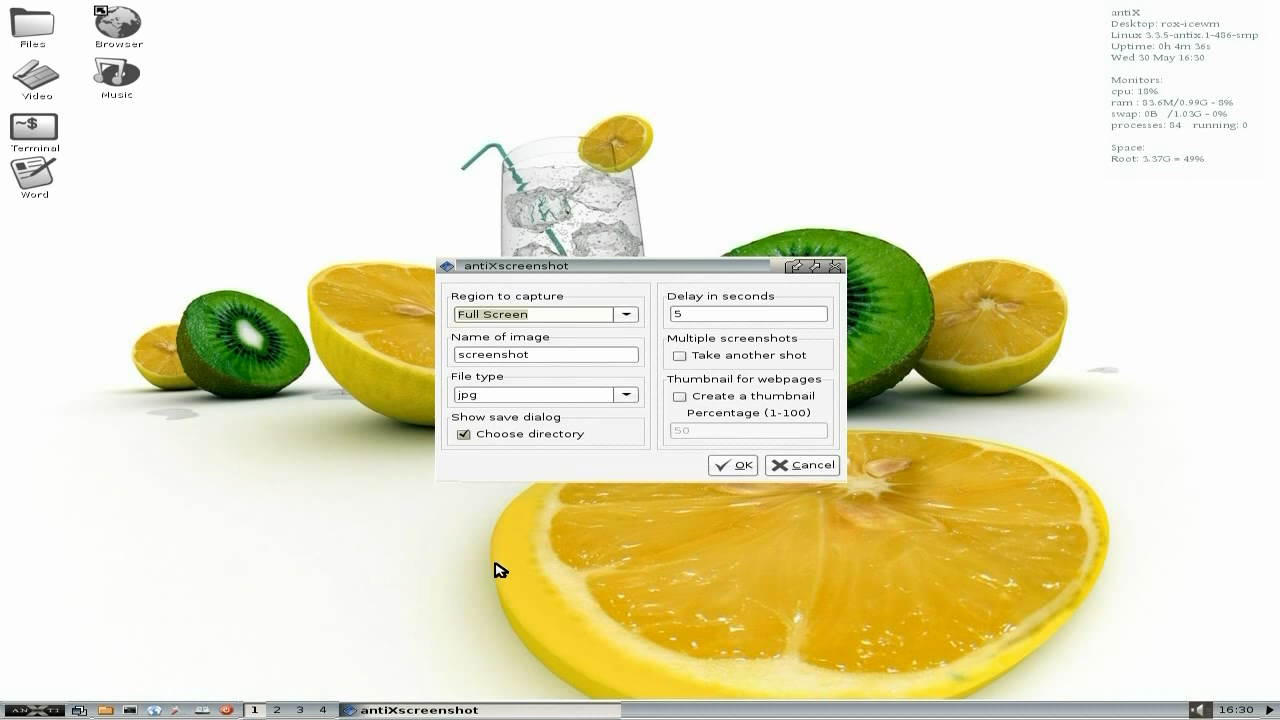 Files
Browser
Video
Music
~$
Terminal
Word
antiX
Desktop: rox-icewm
Linux 3.3.5-antix.1-486-smp
Uptime: 0h 4m 36s
Wed 30 May 16:30
Monitors:
cpu: 18%
ram : 83.6M/0.99G - 8%
swap: 0B /1.03G - 0%
processes: 84 running: 0
Space:
Root: 3.37G = 49%
antiXscreenshot
Region to capture
Full Screen
Name of image
screenshot
File type
jpg
Show save dialog
Choose directory
Delay in seconds
5
Multiple screenshots
Take another shot
Thumbnail for webpages
Create a thumbnail
Percentage (1-100)
50
OK
Cancel
ANXTI
1 2 3 4
antiXscreenshot
16:30